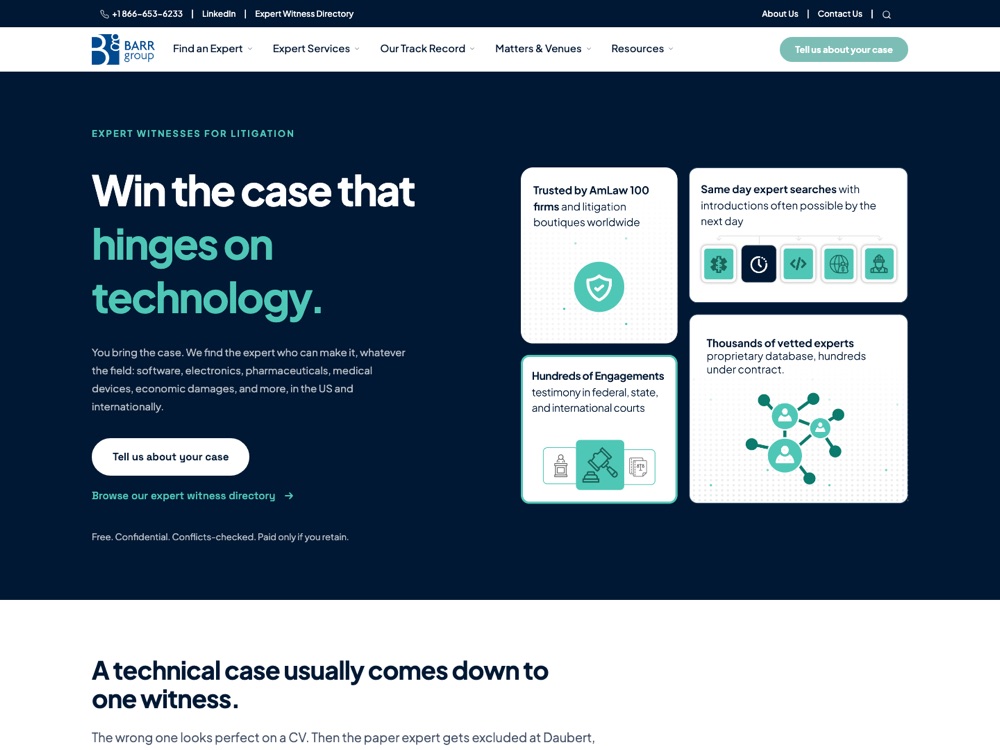 +1 866-653-6233 | LinkedIn | Expert Witness Directory
About Us | Contact Us |
BARR group
Find an Expert
Expert Services
Our Track Record
Matters & Venues
Resources
Tell us about your case
EXPERT WITNESSES FOR LITIGATION
Win the case that
hinges on
technology.
You bring the case. We find the expert who can make it, whatever
the field: software, electronics, pharmaceuticals, medical
devices, economic damages, and more, in the US and
internationally.
Tell us about your case
Browse our expert witness directory →
Free. Confidential. Conflicts-checked. Paid only if you retain.
Trusted by AmLaw 100
firms and litigation
boutiques worldwide
Same day expert searches with
introductions often possible by the
next day
Hundreds of Engagements
testimony in federal, state,
and international courts
Thousands of vetted experts
proprietary database, hundreds
under contract.
A technical case usually comes down to
one witness.
The wrong one looks perfect on a CV. Then the paper expert gets excluded at Daubert,